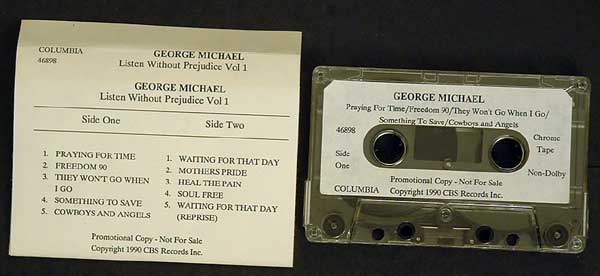 COLUMBIA GEORGE MICHAEL
46898 Listen Without Prejudice Vol 1
GEORGE MICHAEL
Listen Without Prejudice Vol 1
Side One
1. PRAYING FOR TIME
2. FREEDOM 90
3. THEY WON'T GO WHEN
I GO
4. SOMETHING TO SAVE
5. COWBOYS AND ANGELS
Side Two
1. WAITING FOR THAT DAY
2. MOTHERS PRIDE
3. HEAL THE PAIN
4. SOUL FREE
5. WAITING FOR THAT DAY
(REPRISE)
Promotional Copy - Not For Sale
Copyright 1990 CBS Records Inc.
GEORGE MICHAEL
Praying For Time/Freedom 90/They Won't Go When I Go/
Something To Save/Cowboys and Angels
46898
Side
One
Chrome
Tape
Non-Dolby
Promotional Copy - Not For Sale
COLUMBIA Copyright 1990 CBS Records Inc.